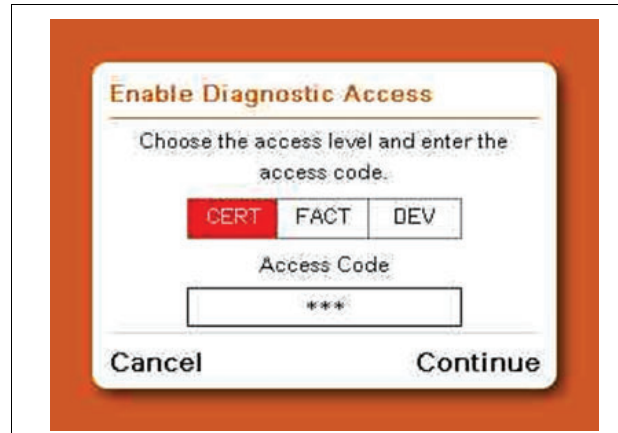 Enable Diagnostic Access
Choose the access level and enter the
access code.
CERT FACT DEV
Access Code
***
Cancel Continue